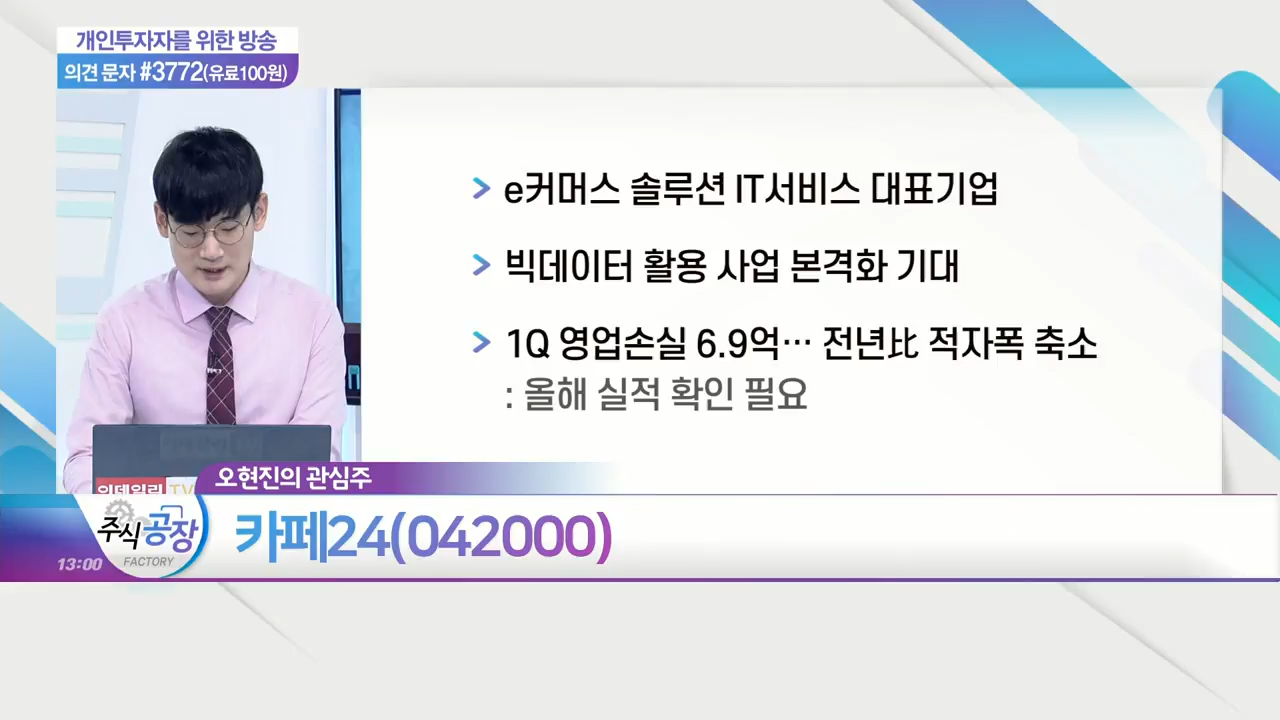 개인투자자를 위한 방송
의견 문자 #3772(유료100원)
e커머스 솔루션 IT서비스 대표기업
빅데이터 활용 사업 본격화 기대
1Q 영업손실 6.9억… 전년比 적자폭 축소
: 올해 실적 확인 필요
오현진의 관심주
주식공장
FACTORY
카페24(042000)
13:00